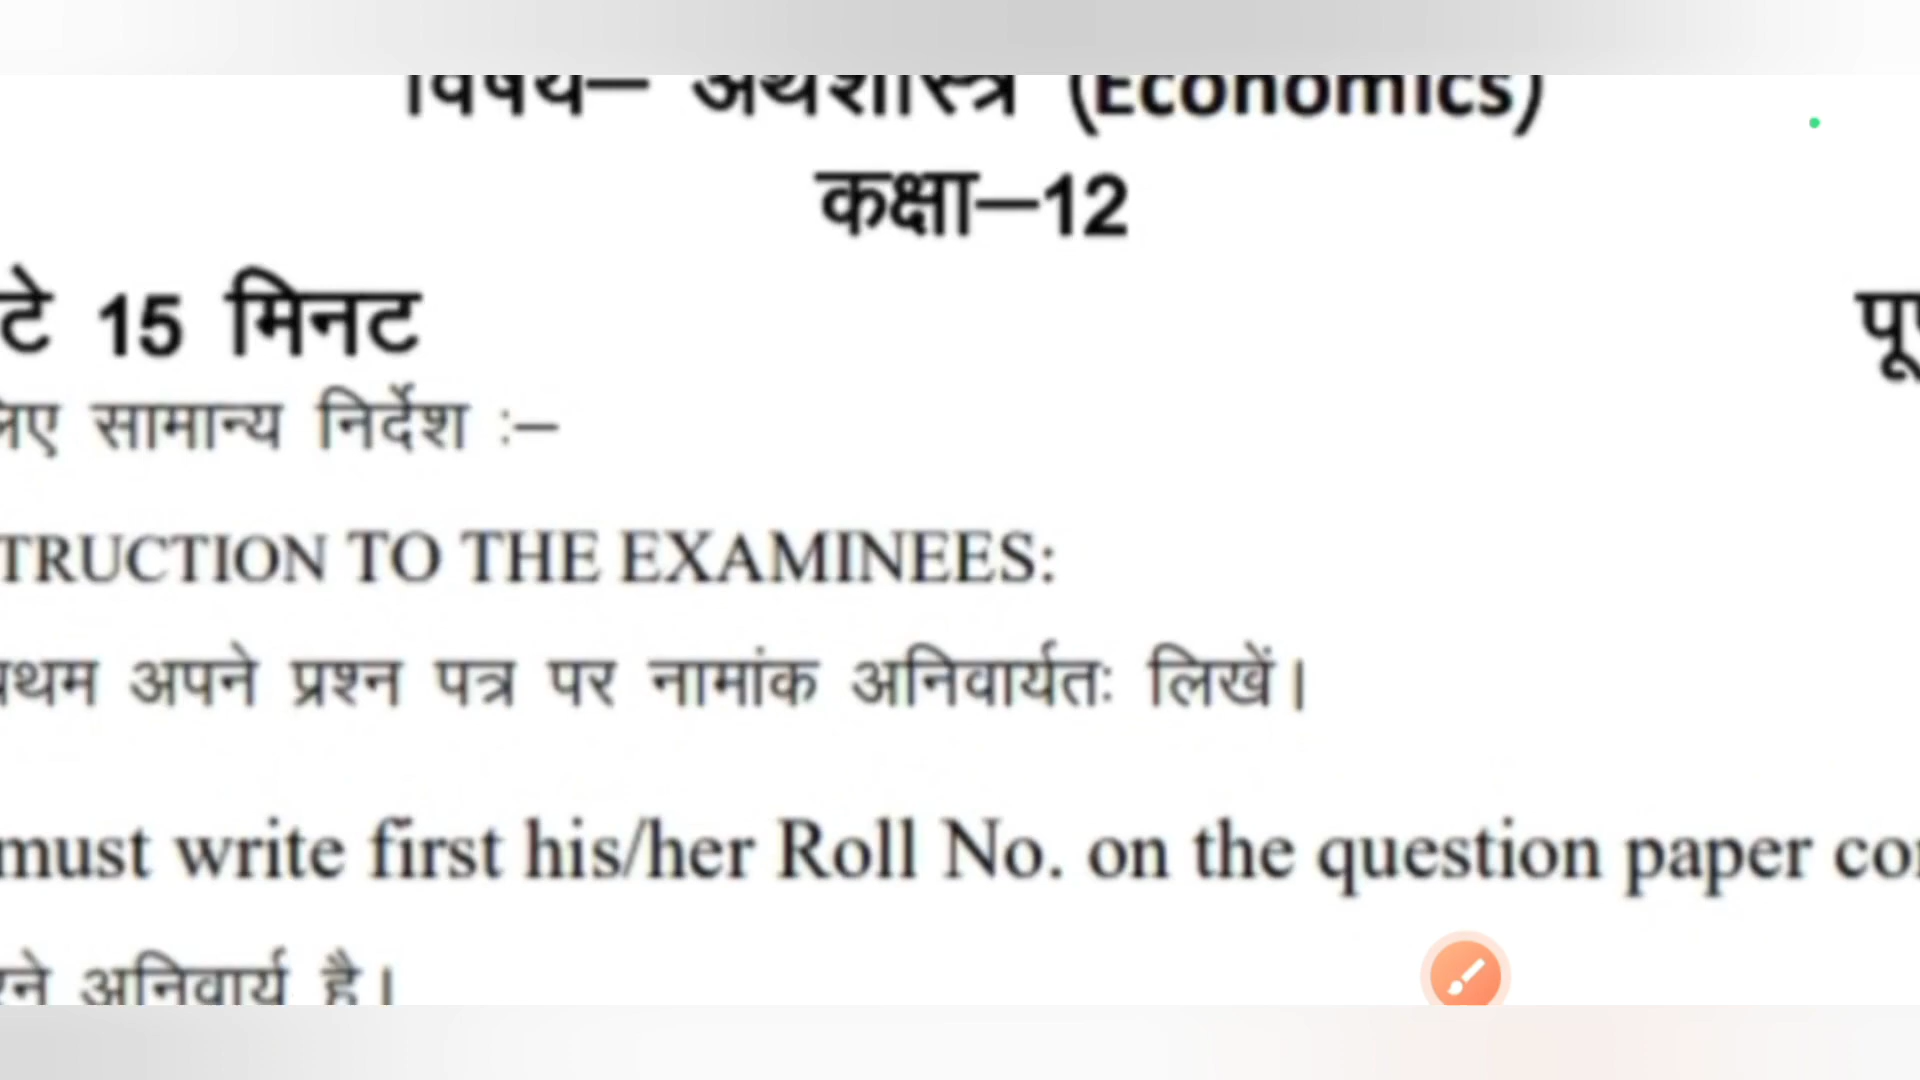 विषय– अर्थशास्त्र (Economics)
कक्षा–12
15 मिनट
सामान्य निर्देश :–
TO THE EXAMINEES:
अपने प्रश्न पत्र पर नामांक अनिवार्यतः लिखें।
must write first his/her Roll No. on the question paper
अनिवार्य है।